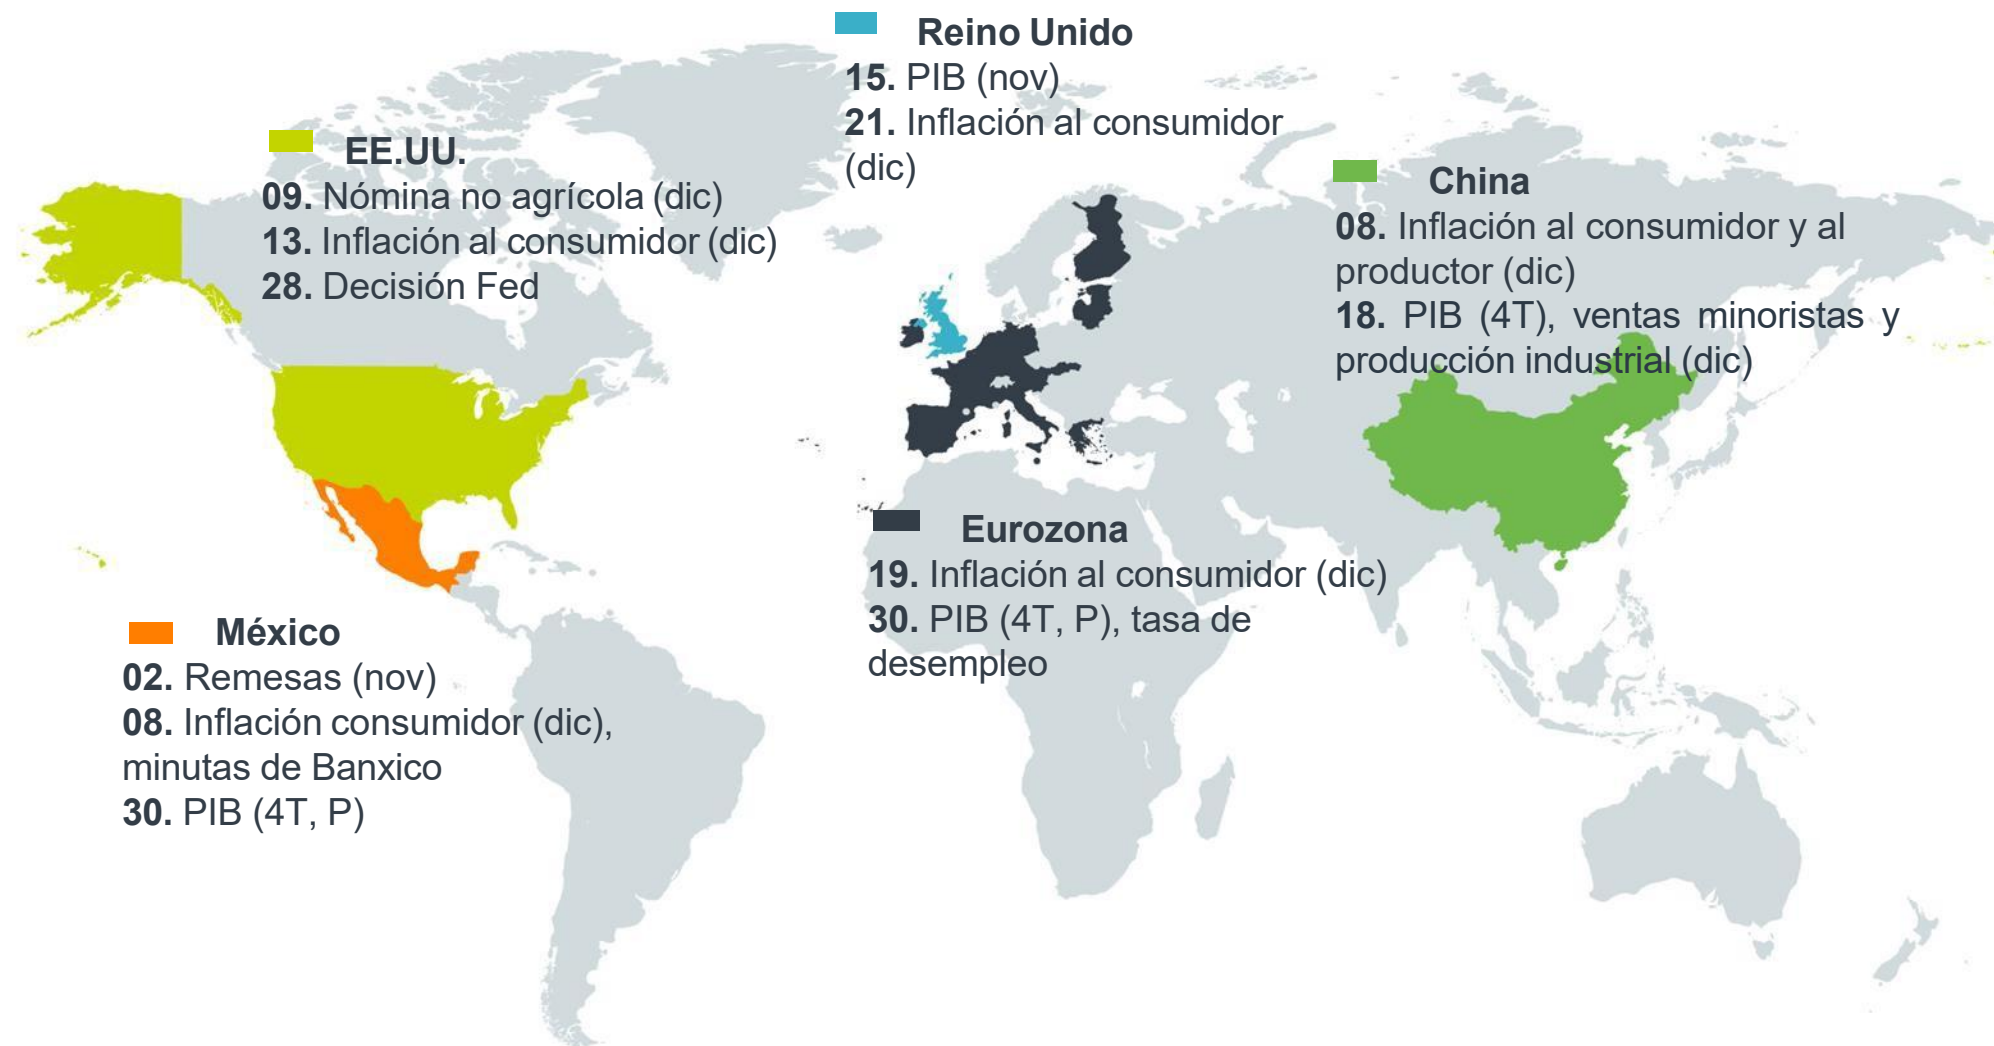 Reino Unido
15. PIB (nov)
21. Inflación al consumidor
(dic)
EE.UU.
09. Nómina no agrícola (dic)
13. Inflación al consumidor (dic)
28. Decisión Fed
China
08. Inflación al consumidor y al
productor (dic)
18. PIB (4T), ventas minoristas y
producción industrial (dic)
Eurozona
19. Inflación al consumidor (dic)
30. PIB (4T, P), tasa de
desempleo
México
02. Remesas (nov)
08. Inflación consumidor (dic),
minutas de Banxico
30. PIB (4T, P)